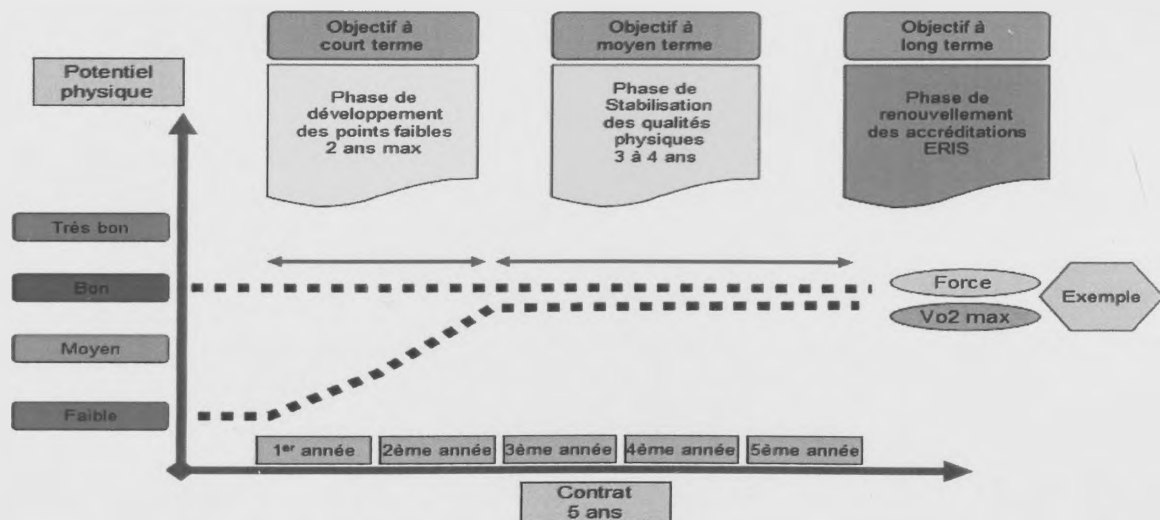 Objectif à
court terme
Objectif à
moyen terme
Objectif à
long terme
Potentiel
physique
Phase de
développement
des points faibles
2 ans max
Phase de
Stabilisation
des qualités
physiques
3 à 4 ans
Phase de
renouvellement
des accréditations
ERIS
Trés bon
Bon
Moyen
Faible
Force
Vo2 max
Exemple
1er année
2ème année
3ème année
4ème année
5ème année
Contrat
5 ans